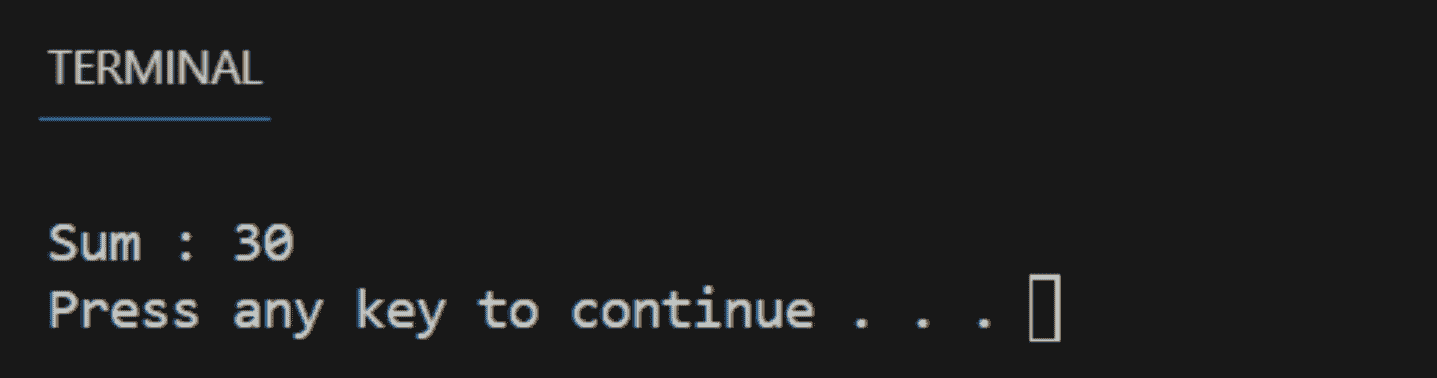 TERMINAL
Sum : 30
Press any key to continue . . .